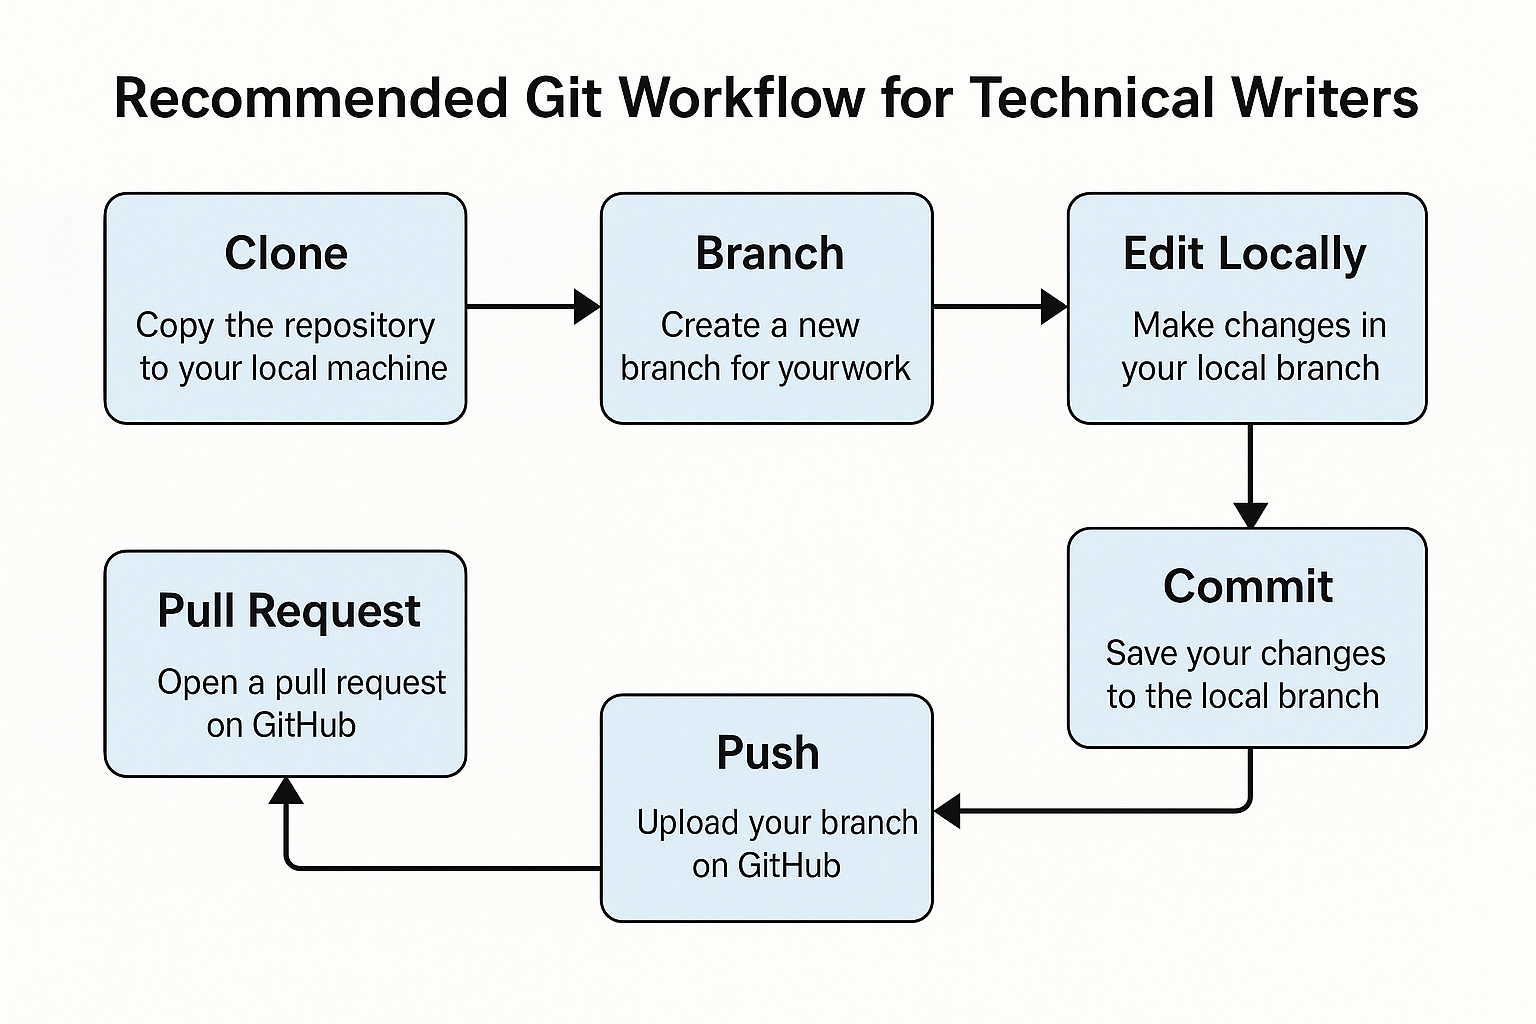 Recommended Git Workflow for Technical Writers
Clone
Copy the repository
to your local machine
Branch
Create a new
branch for yourwork
Edit Locally
Make changes in
your local branch
Commit
Save your changes
to the local branch
Push
Upload your branch
on GitHub
Pull Request
Open a pull request
on GitHub